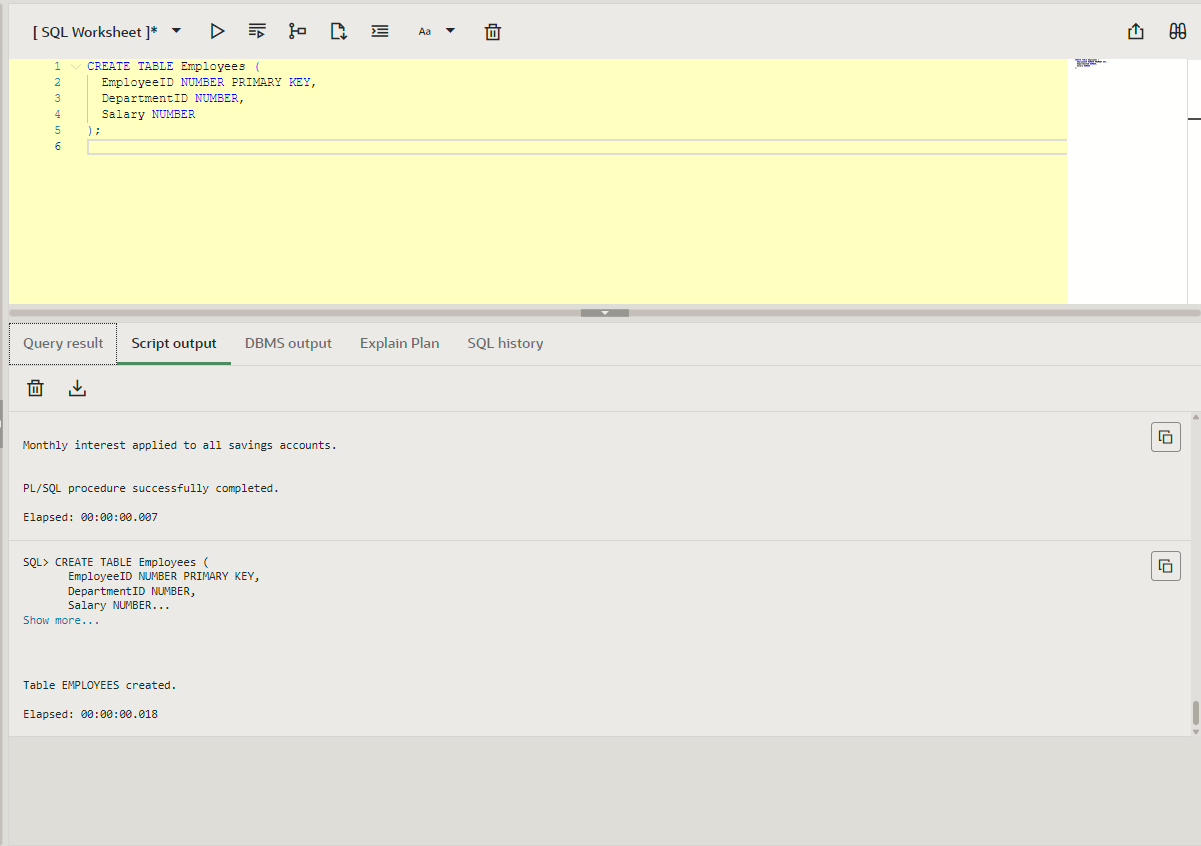 [ SQL Worksheet ]*
Aa
1 CREATE TABLE Employees (
2 EmployeeID NUMBER PRIMARY KEY,
3 DepartmentID NUMBER,
4 Salary NUMBER
5 );
6
Query result Script output DBMS output Explain Plan SQL history
Monthly interest applied to all savings accounts.
PL/SQL procedure successfully completed.
Elapsed: 00:00:00.007
SQL> CREATE TABLE Employees (
EmployeeID NUMBER PRIMARY KEY,
DepartmentID NUMBER,
Salary NUMBER...
Show more...
Table EMPLOYEES created.
Elapsed: 00:00:00.018